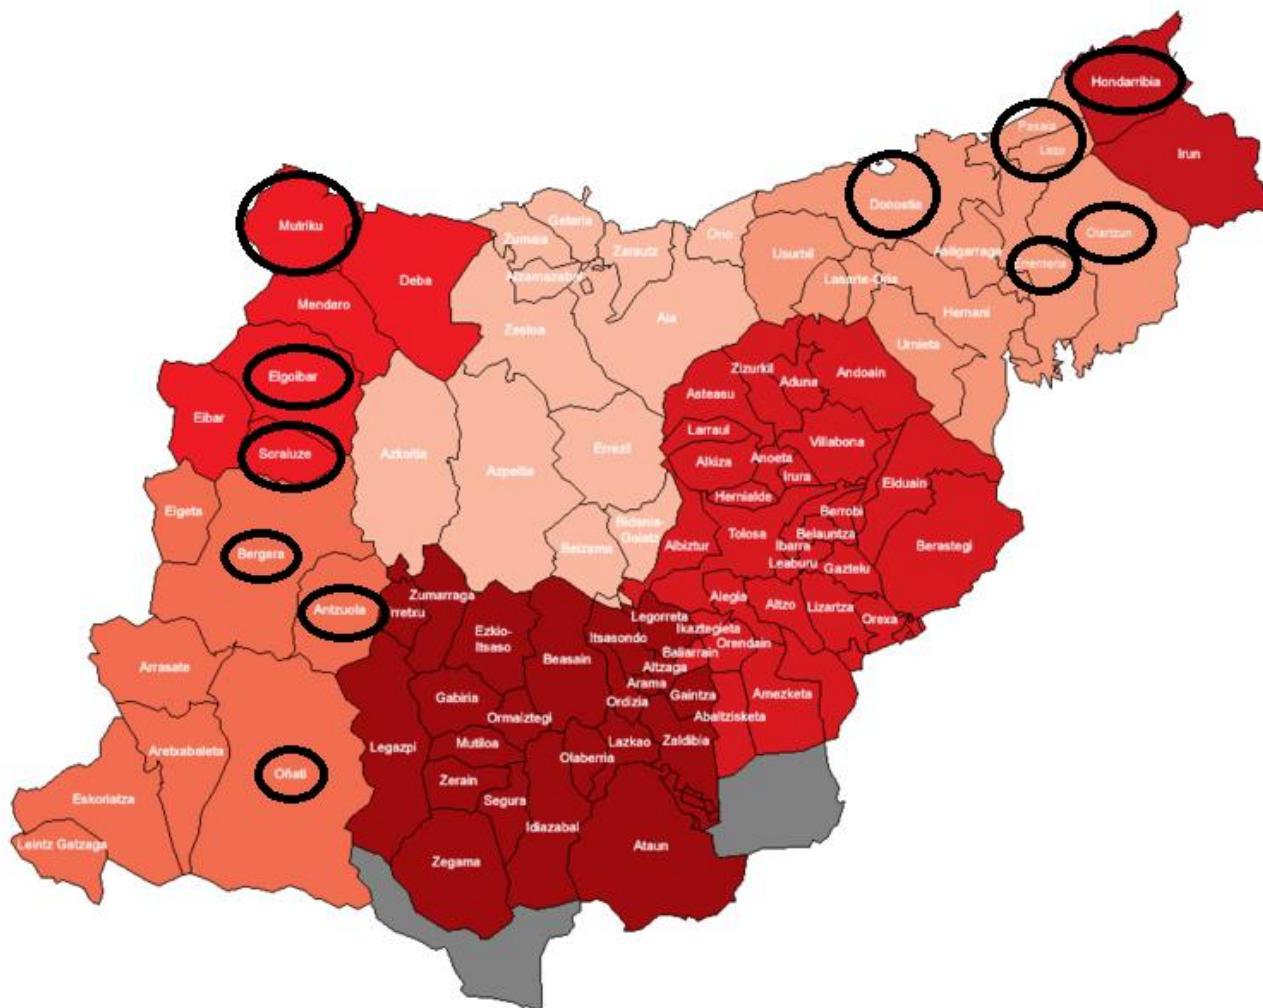 Hondarribia
Pasaia
Lezo
Irun
Donostia
Oiartzun
Mutriku
Getaria
Zumaia
Zarautz
Orio
Usurbil
Astigarraga
Errenteria
Deba
Aizarnazabal
Lasarte-Oria
Mendaro
Zestoa
Aia
Hernani
Urnieta
Elgoibar
Zizurkil
Aduna
Andoain
Asteasu
Eibar
Larraul
Villabona
Soraluze
Azkoitia
Azpeitia
Errezil
Alkiza
Anoeta
Irura
Elduain
Elgeta
Hernialde
Berrobi
Bidania-
Goiatz
Tolosa
Belauntza
Bergara
Beizama
Albiztur
Ibarra
Leaburu
Gaztelu
Berastegi
Antzuola
Zumarraga
Urretxu
Alegia
Altzo
Lizartza
Orexa
Legorreta
Ezkio-
Itsaso
Itsasondo
Ikaztegieta
Orendain
Baliarrain
Arrasate
Beasain
Altzaga
Arama
Gabiria
Ordizia
Gaintza
Amezketa
Ormaiztegi
Abaltzisketa
Aretxabaleta
Legazpi
Mutiloa
Lazkao
Zaldibia
Olaberria
Oñati
Zerain
Eskoriatza
Segura
Idiazabal
Leintz Gatzaga
Ataun
Zegama